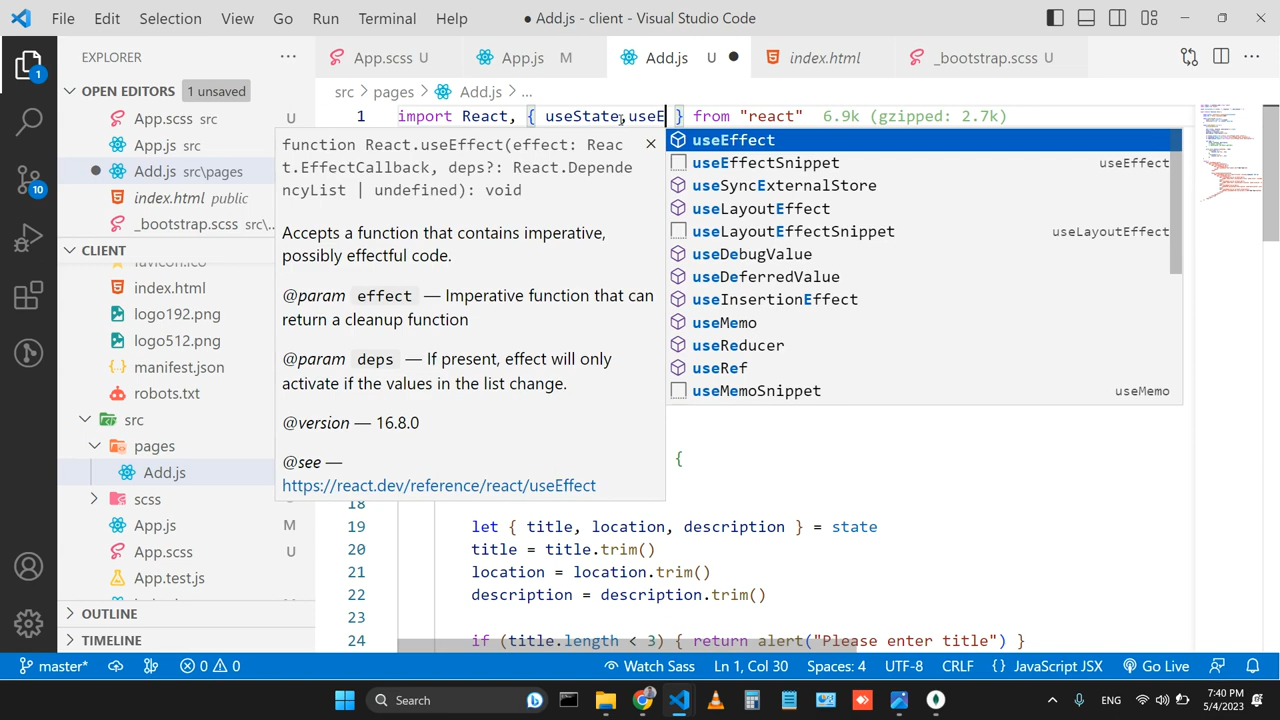 File Edit Selection View Go Run Terminal Help ● Add.js - client - Visual Studio Code
EXPLORER
App.scss U App.js M Add.js U index.html _bootstrap.scss U
OPEN EDITORS 1 unsaved
App.scss src U
App.js src
Add.js src\pages
index.html public
_bootstrap.scss src\...
CLIENT
favicon.ico
index.html
logo192.png
logo512.png
manifest.json
robots.txt
src
pages
Add.js
scss
App.js M
App.scss U
App.test.js
OUTLINE
TIMELINE
1
10
src > pages > Add.js > ...
1 import React, { useState,useE } from "react" 6.9k (gzipped: 2.7k)
function React.useEffect(effect: Reac
t.EffectCallback, deps?: React.Depende
ncyList | undefined): void
Accepts a function that contains imperative,
possibly effectful code.
@param effect — Imperative function that can
return a cleanup function
@param deps — If present, effect will only
activate if the values in the list change.
@version — 16.8.0
@see —
https://react.dev/reference/react/useEffect
useEffect
useEffectSnippet useEffect
useSyncExternalStore
useLayoutEffect
useLayoutEffectSnippet useLayoutEffect
useDebugValue
useDeferredValue
useInsertionEffect
useMemo
useReducer
useRef
useMemoSnippet useMemo
{
18
19 let { title, location, description } = state
20 title = title.trim()
21 location = location.trim()
22 description = description.trim()
23
24 if (title.length < 3) { return alert("Please enter title") }
master* 0 0 Watch Sass Ln 1, Col 30 Spaces: 4 UTF-8 CRLF {} JavaScript JSX Go Live
Search ENG 7:40 PM
5/4/2023